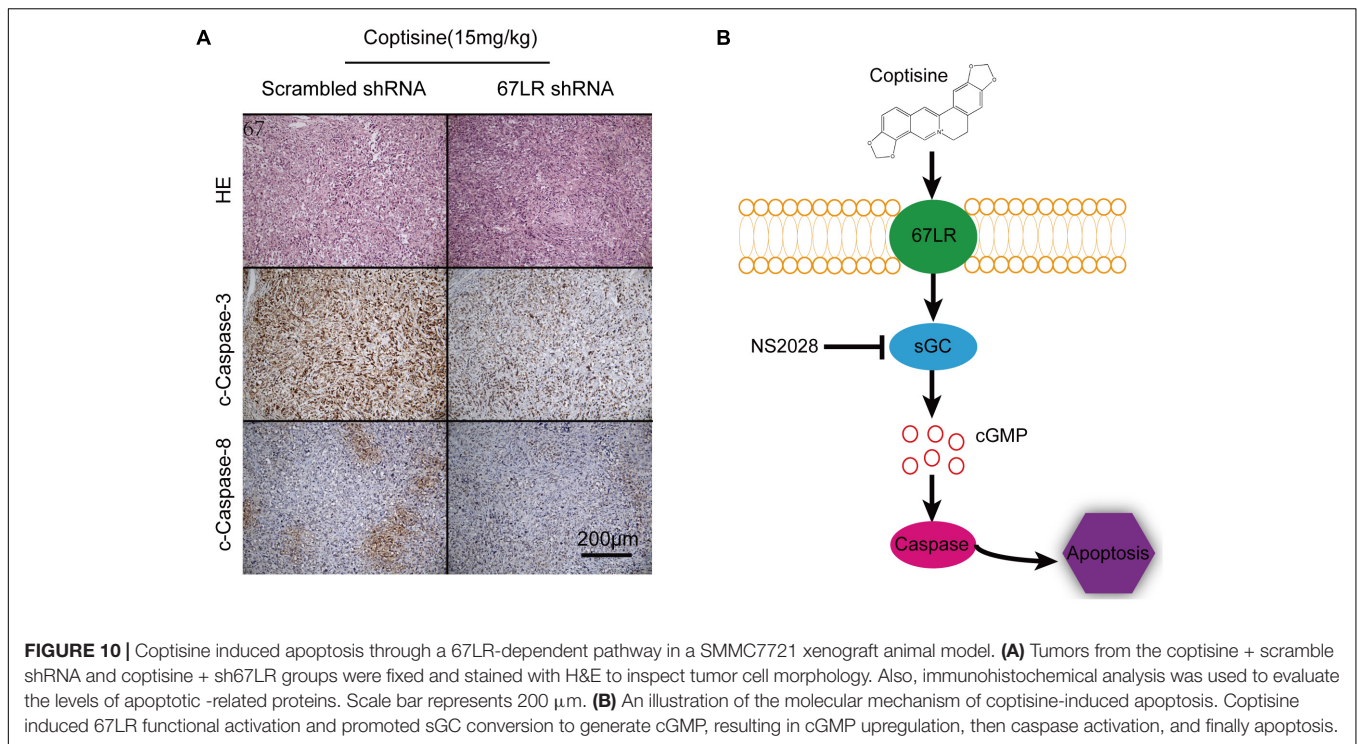 A
Coptisine(15mg/kg)
Scrambled shRNA
67LR shRNA
67
HE
c-Caspase-3
c-Caspase-8
200μm
B
Coptisine
N⁺
O
O
O
O
67LR
NS2028
sGC
cGMP
Caspase
Apoptosis
FIGURE 10 | Coptisine induced apoptosis through a 67LR-dependent pathway in a SMMC7721 xenograft animal model. (A) Tumors from the coptisine + scramble
shRNA and coptisine + sh67LR groups were fixed and stained with H&E to inspect tumor cell morphology. Also, immunohistochemical analysis was used to evaluate
the levels of apoptotic -related proteins. Scale bar represents 200 μm. (B) An illustration of the molecular mechanism of coptisine-induced apoptosis. Coptisine
induced 67LR functional activation and promoted sGC conversion to generate cGMP, resulting in cGMP upregulation, then caspase activation, and finally apoptosis.